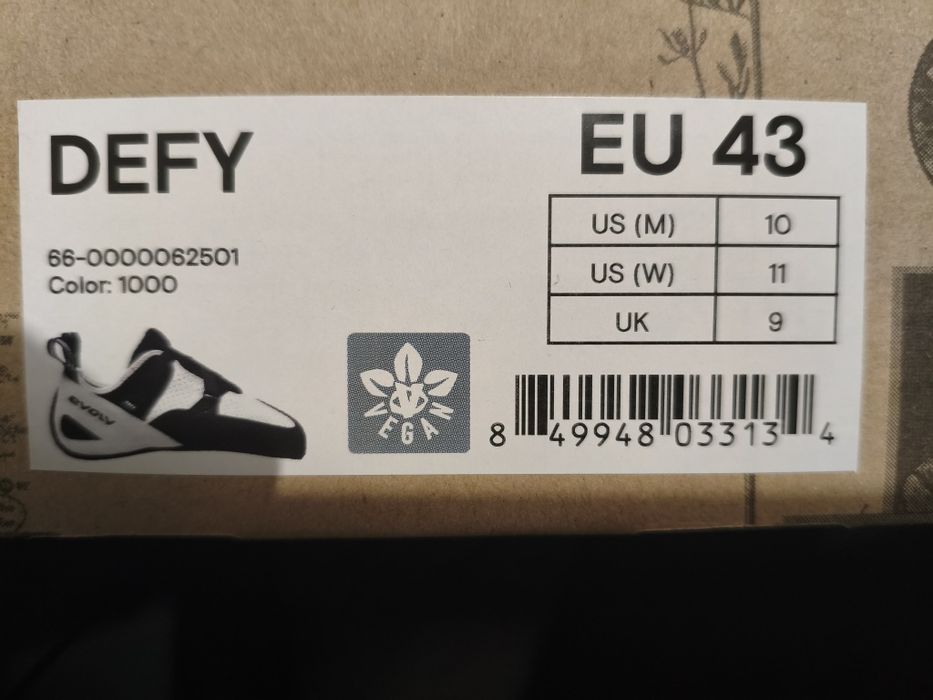 DEFY
66-0000062501
Color: 1000
EU 43
US (M) 10
US (W) 11
UK 9
evolv
VEGAN
8 49948 03313 4